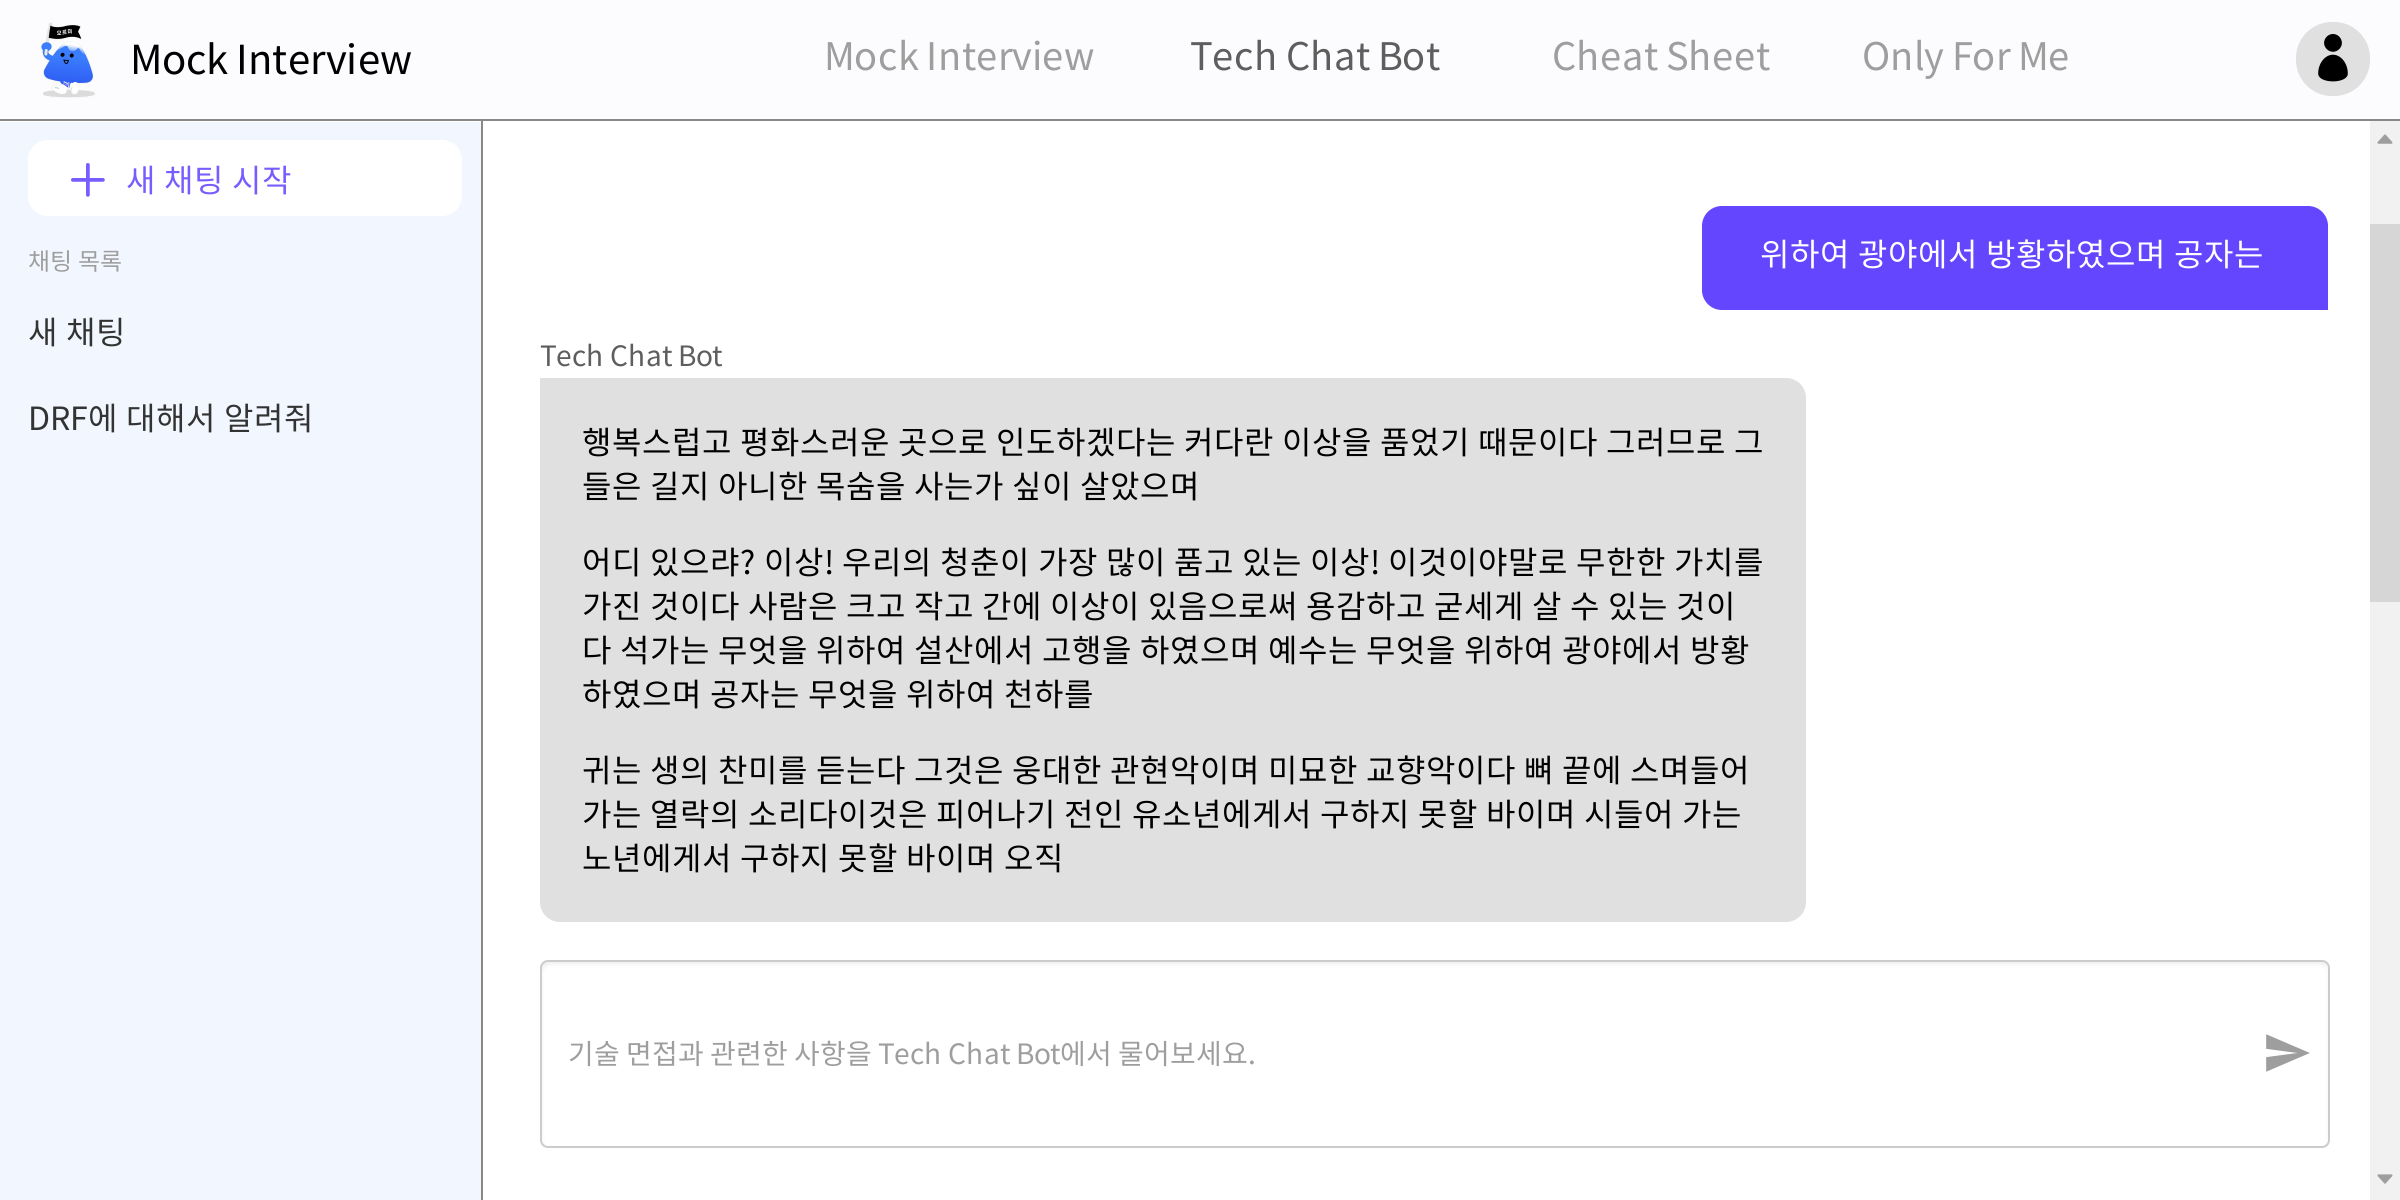 오르미
Mock Interview
Mock Interview
Tech Chat Bot
Cheat Sheet
Only For Me
새 채팅 시작
채팅 목록
새 채팅
DRF에 대해서 알려줘
위하여 광야에서 방황하였으며 공자는
Tech Chat Bot
행복스럽고 평화스러운 곳으로 인도하겠다는 커다란 이상을 품었기 때문이다 그러므로 그
들은 길지 아니한 목숨을 사는가 싶이 살았으며
어디 있으랴? 이상! 우리의 청춘이 가장 많이 품고 있는 이상! 이것이야말로 무한한 가치를
가진 것이다 사람은 크고 작고 간에 이상이 있음으로써 용감하고 굳세게 살 수 있는 것이
다 석가는 무엇을 위하여 설산에서 고행을 하였으며 예수는 무엇을 위하여 광야에서 방황
하였으며 공자는 무엇을 위하여 천하를
귀는 생의 찬미를 듣는다 그것은 웅대한 관현악이며 미묘한 교향악이다 뼈 끝에 스며들어
가는 열락의 소리다이것은 피어나기 전인 유소년에게서 구하지 못할 바이며 시들어 가는
노년에게서 구하지 못할 바이며 오직
기술 면접과 관련한 사항을 Tech Chat Bot에서 물어보세요.